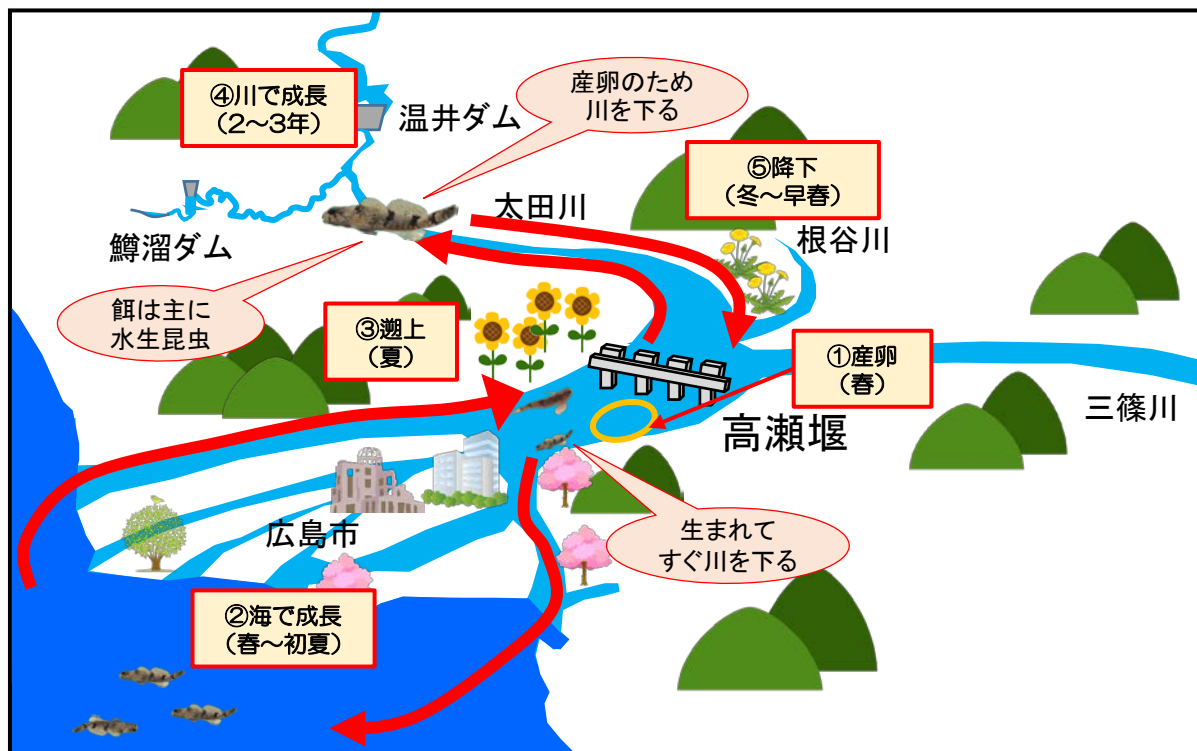 ④川で成長
（2～3年）
温井ダム
産卵のため
川を下る
⑤降下
（冬～早春）
太田川
根谷川
鱒溜ダム
餌は主に
水生昆虫
③遡上
（夏）
①産卵
（春）
三篠川
高瀬堰
広島市
生まれて
すぐ川を下る
②海で成長
（春～初夏）